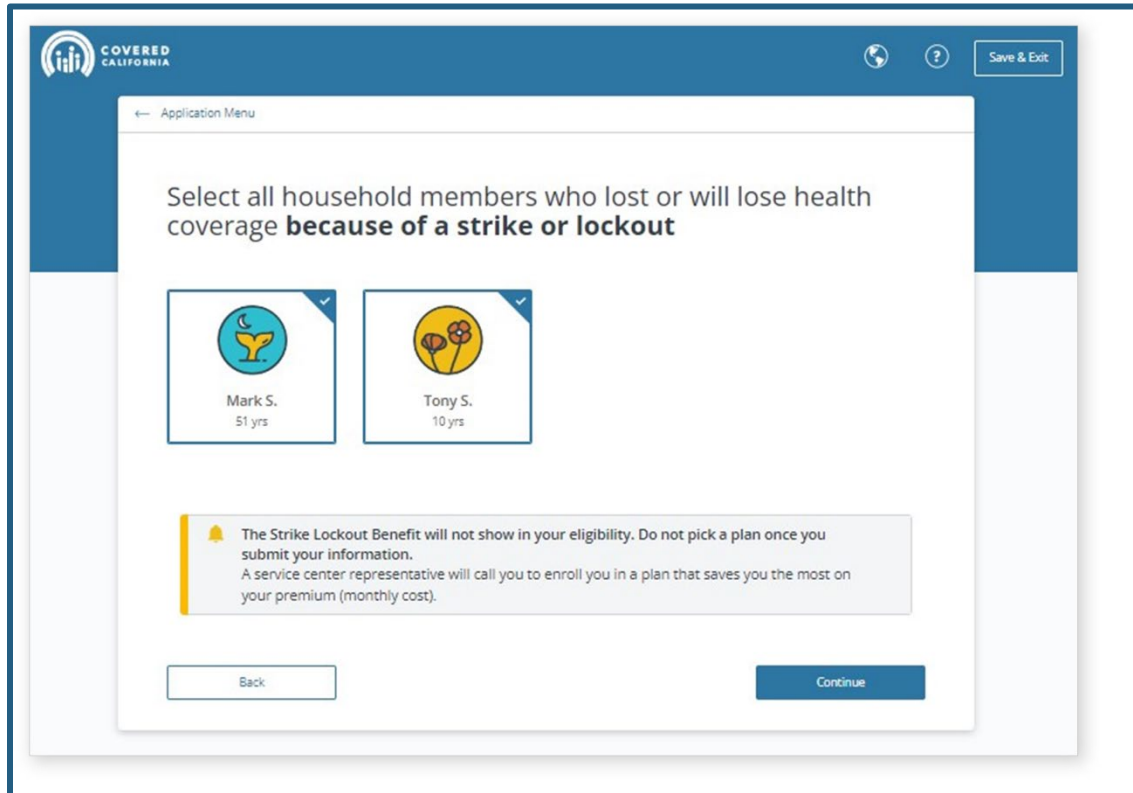 COVERED
CALIFORNIA
?
Save & Exit
← Application Menu
Select all household members who lost or will lose health
coverage because of a strike or lockout
Mark S.
51 yrs
Tony S.
10 yrs
The Strike Lockout Benefit will not show in your eligibility. Do not pick a plan once you
submit your information.
A service center representative will call you to enroll you in a plan that saves you the most on
your premium (monthly cost).
Back
Continue